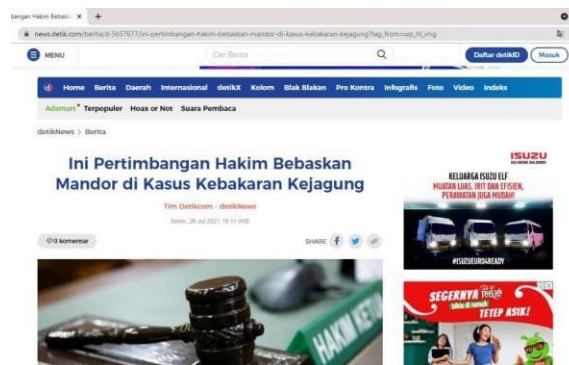 bangan Hakim Bebask
news.detik.com/berita/d-5657677/ini-pertimbangan-hakim-bebaskan-mandor-di-kasus-kebakaran-kejagung?tag_from=wp_hl_img
MENU
Cari Berita
Daftar detikID
Masuk
Home Berita Daerah Internasional detikX Kolom Blak Blakan Pro Kontra Infografis Foto Video Indeks
Adsmart Terpopuler Hoax or Not Suara Pembaca
detikNews > Berita
Ini Pertimbangan Hakim Bebaskan
Mandor di Kasus Kebakaran Kejagung
Tim Detikcom - detikNews
Senin, 26 Jul 2021 19:11 WIB
0 komentar
SHARE
HAKIM KETUA
ISUZU
KELUARGA ISUZU ELF
MUATAN LUAS, IRIT DAN EFISIEN,
PERAWATAN JUGA MUDAH!
#ISUZUEURO4READY
SEGERNYA
TETEP ASIK!